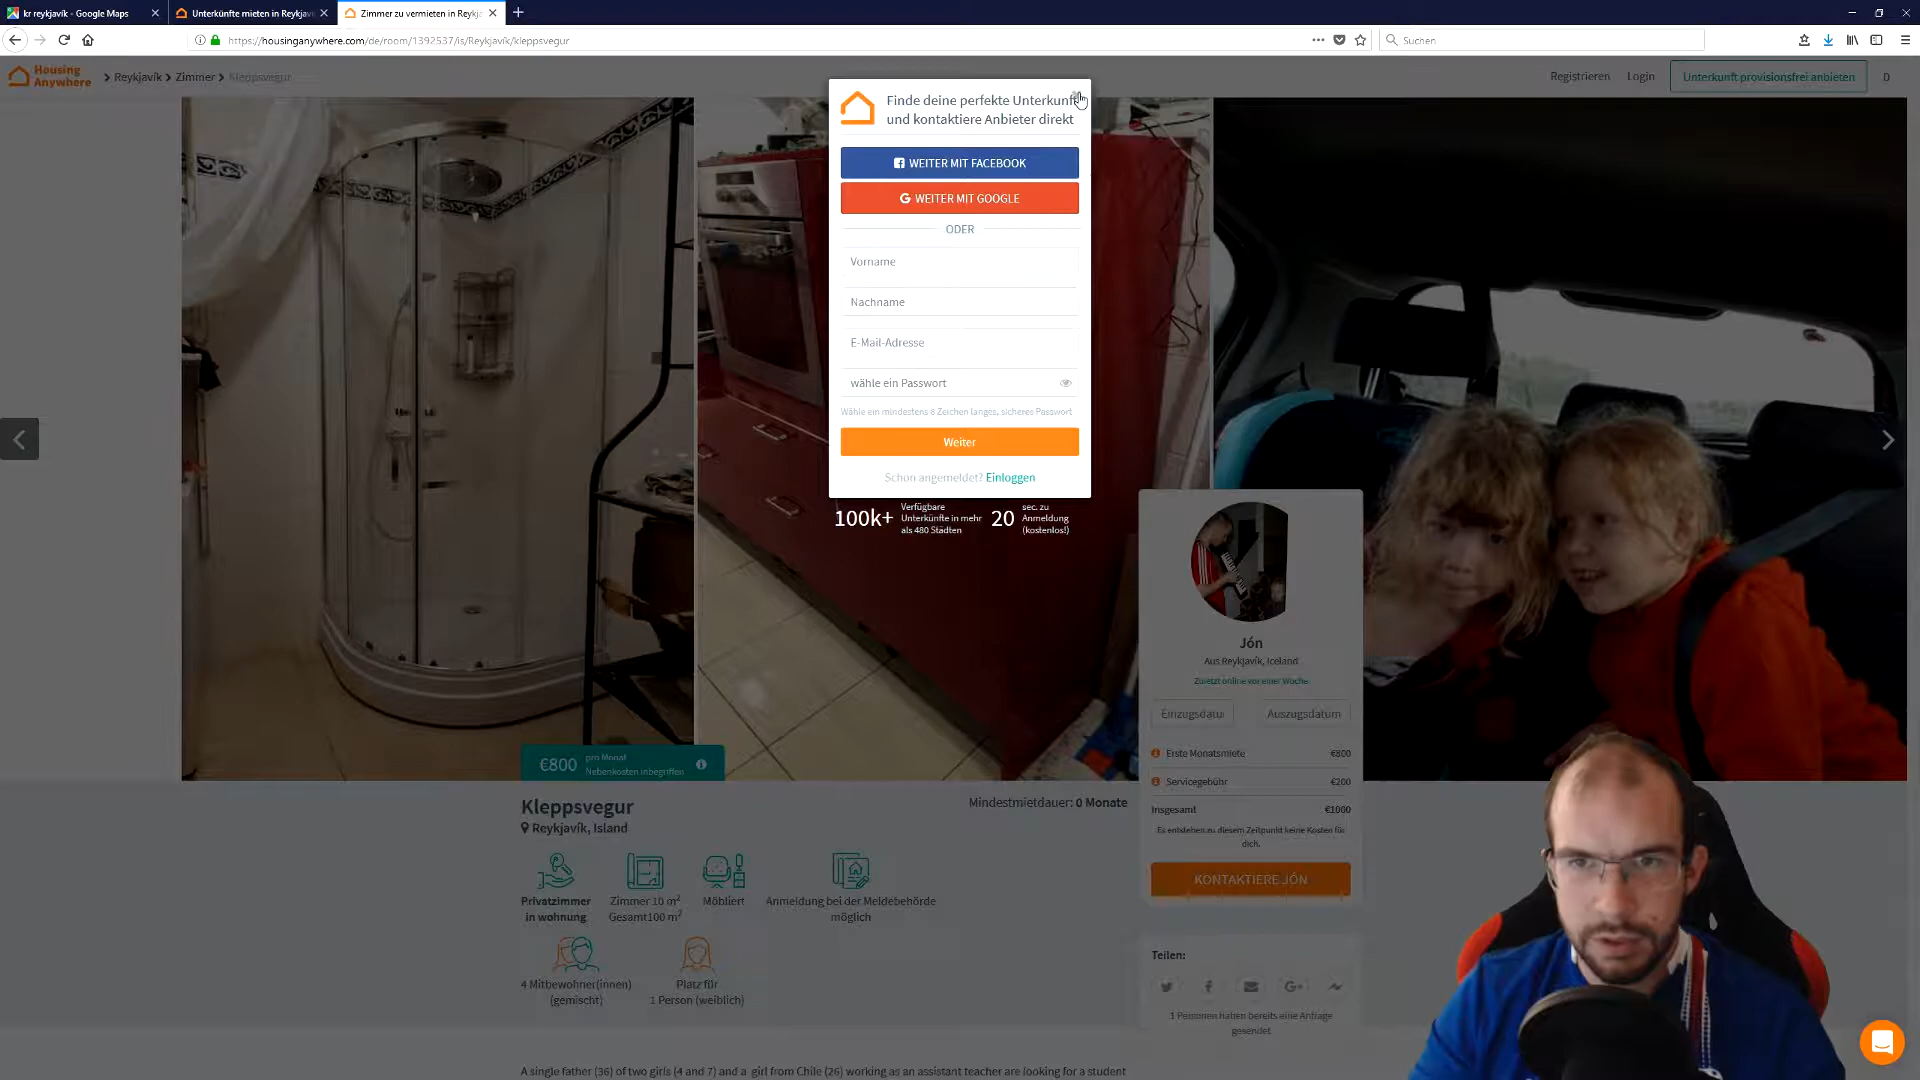 kr reykjavík - Google Maps
Unterkünfte mieten in Reykjaví
Zimmer zu vermieten in Reykja
https://housinganywhere.com/de/room/1392537/is/Reykjavík/kleppsvegur
Suchen
Housing
Anywhere
Reykjavík
Zimmer
Kleppsvegur
Registrieren
Login
Unterkunft provisionsfrei anbieten
D
Finde deine perfekte Unterkunft
und kontaktiere Anbieter direkt
WEITER MIT FACEBOOK
WEITER MIT GOOGLE
ODER
Vorname
Nachname
E-Mail-Adresse
wähle ein Passwort
Wähle ein mindestens 8 Zeichen langes, sicheres Passwort
Weiter
Schon angemeldet? Einloggen
100k+
Verfügbare
Unterkünfte in mehr
als 480 Städten
20
sec. zu
Anmeldung
(kostenlos!)
Jón
Aus Reykjavík, Iceland
Zuletzt online vor einer Woche
Einzugsdatu
Auszugsdatum
Erste Monatsmiete €800
Servicegebühr €200
Insgesamt €1000
Es entstehen zu diesem Zeitpunkt keine Kosten für
dich.
KONTAKTIERE JÓN
€800
pro Monat
Nebenkosten inbegriffen
Kleppsvegur
Reykjavík, Island
Mindestmietdauer: 0 Monate
Privatzimmer
in wohnung
Zimmer 10 m²
Gesamt100 m²
Möbliert
Anmeldung bei der Meldebehörde
möglich
4 Mitbewohner(innen)
(gemischt)
Platz für
1 Person (weiblich)
Teilen:
1 Personen haben bereits eine Anfrage
gesendet
A single father (36) of two girls (4 and 7) and a girl from Chile (26) working as an assistant teacher are looking for a student